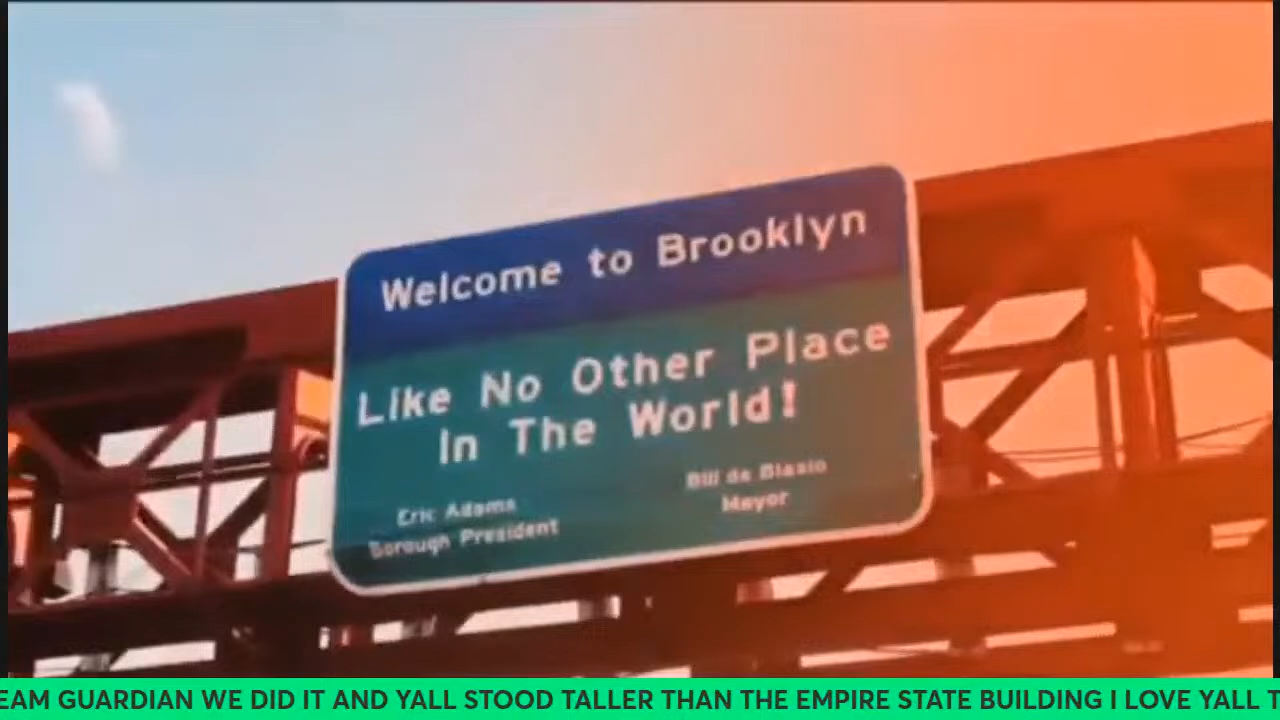 Welcome to Brooklyn
Like No Other Place
In The World!
Eric Adams
Borough President
Bill de Blasio
Mayor
EAM GUARDIAN WE DID IT AND YALL STOOD TALLER THAN THE EMPIRE STATE BUILDING I LOVE YALL T